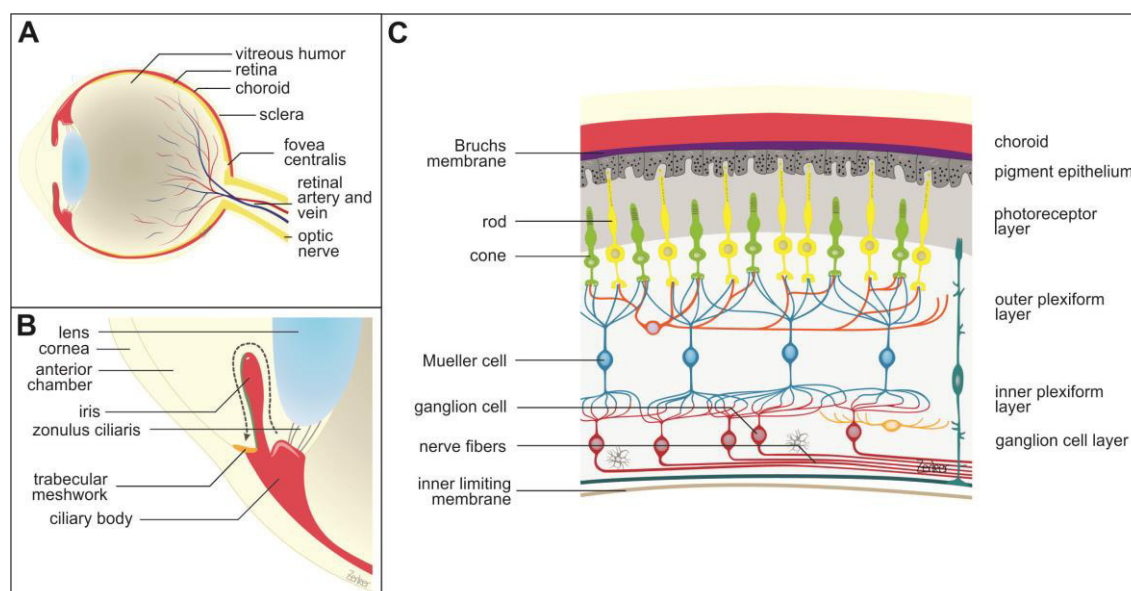 A
vitreous humor
retina
choroid
sclera
fovea
centralis
retinal
artery and
vein
optic
nerve
B
lens
cornea
anterior
chamber
iris
zonulus ciliaris
trabecular
meshwork
ciliary body
Zenker
C
Bruchs
membrane
rod
cone
Mueller cell
ganglion cell
nerve fibers
inner limiting
membrane
choroid
pigment epithelium
photoreceptor
layer
outer plexiform
layer
inner plexiform
layer
ganglion cell layer
Zenker